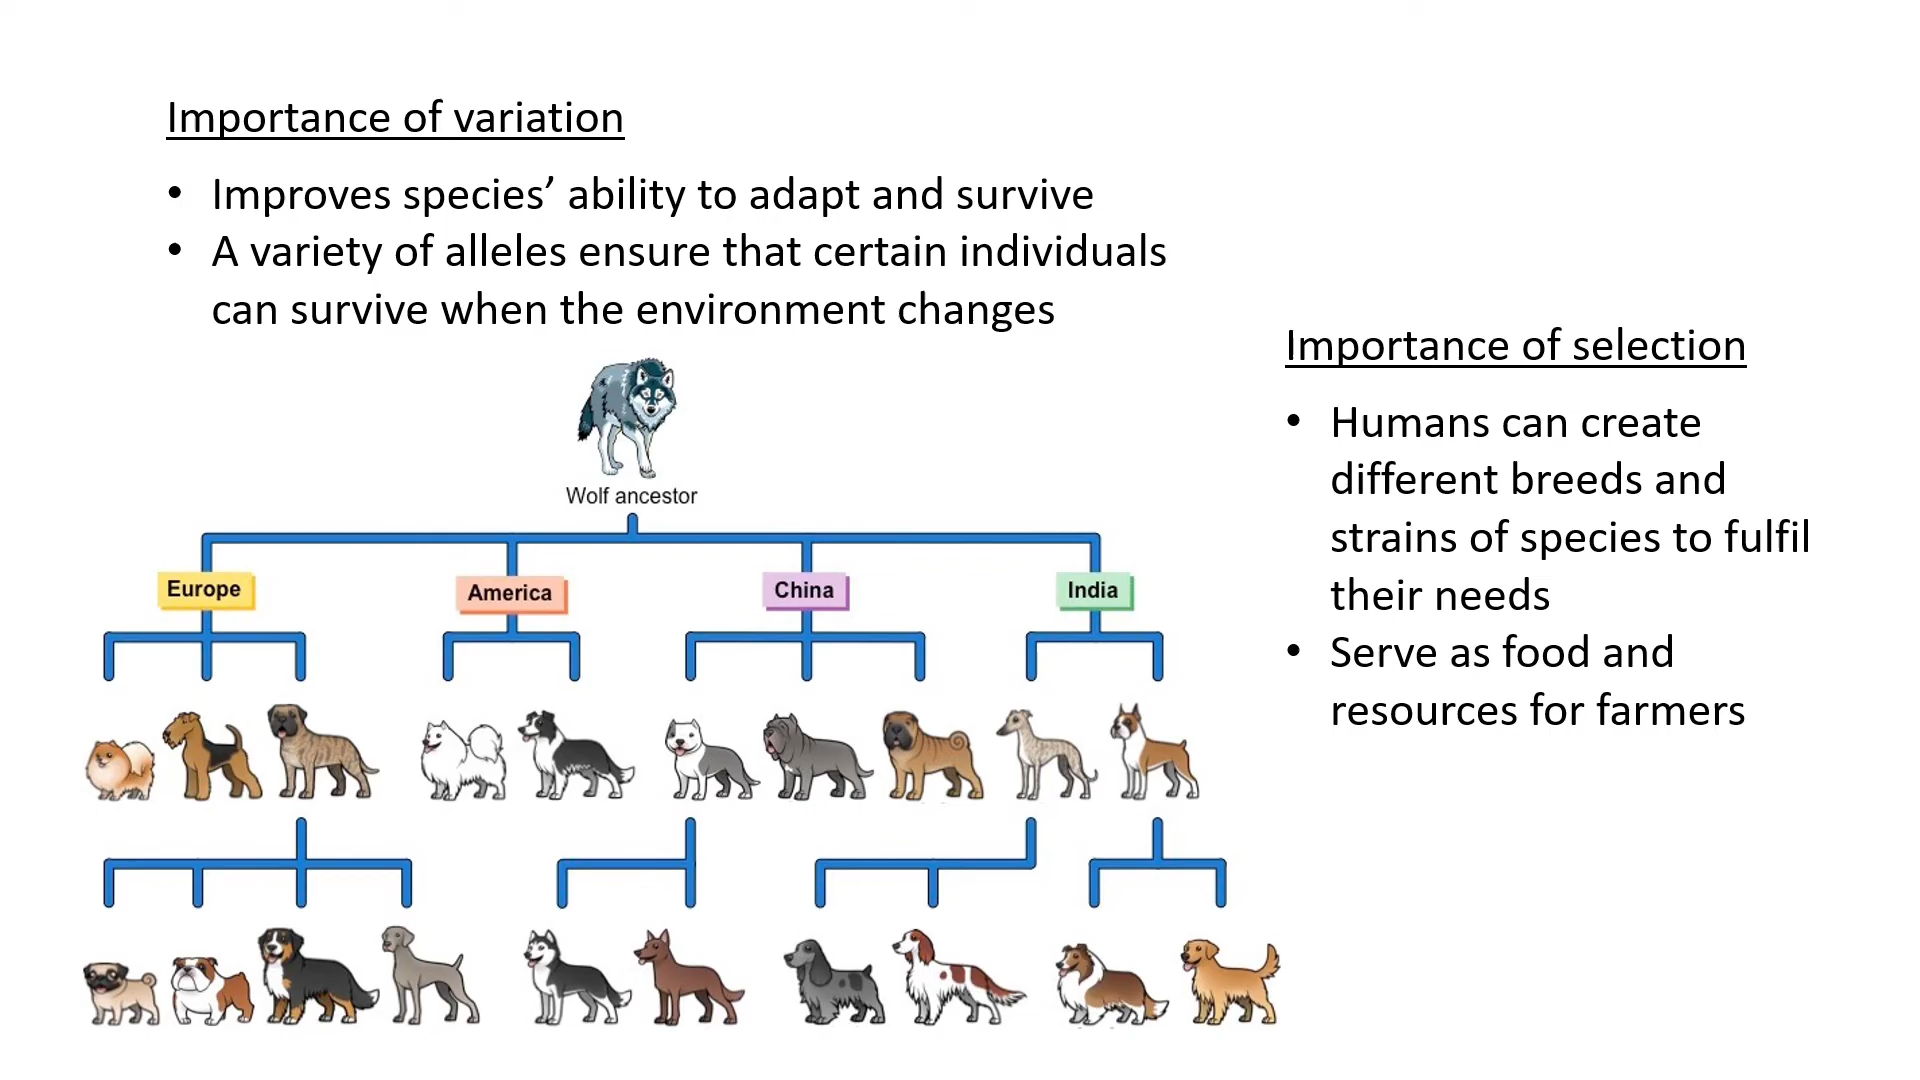 Importance of variation
• Improves species’ ability to adapt and survive
• A variety of alleles ensure that certain individuals
can survive when the environment changes
Importance of selection
• Humans can create
different breeds and
strains of species to fulfil
their needs
• Serve as food and
resources for farmers
Wolf ancestor
Europe
America
China
India